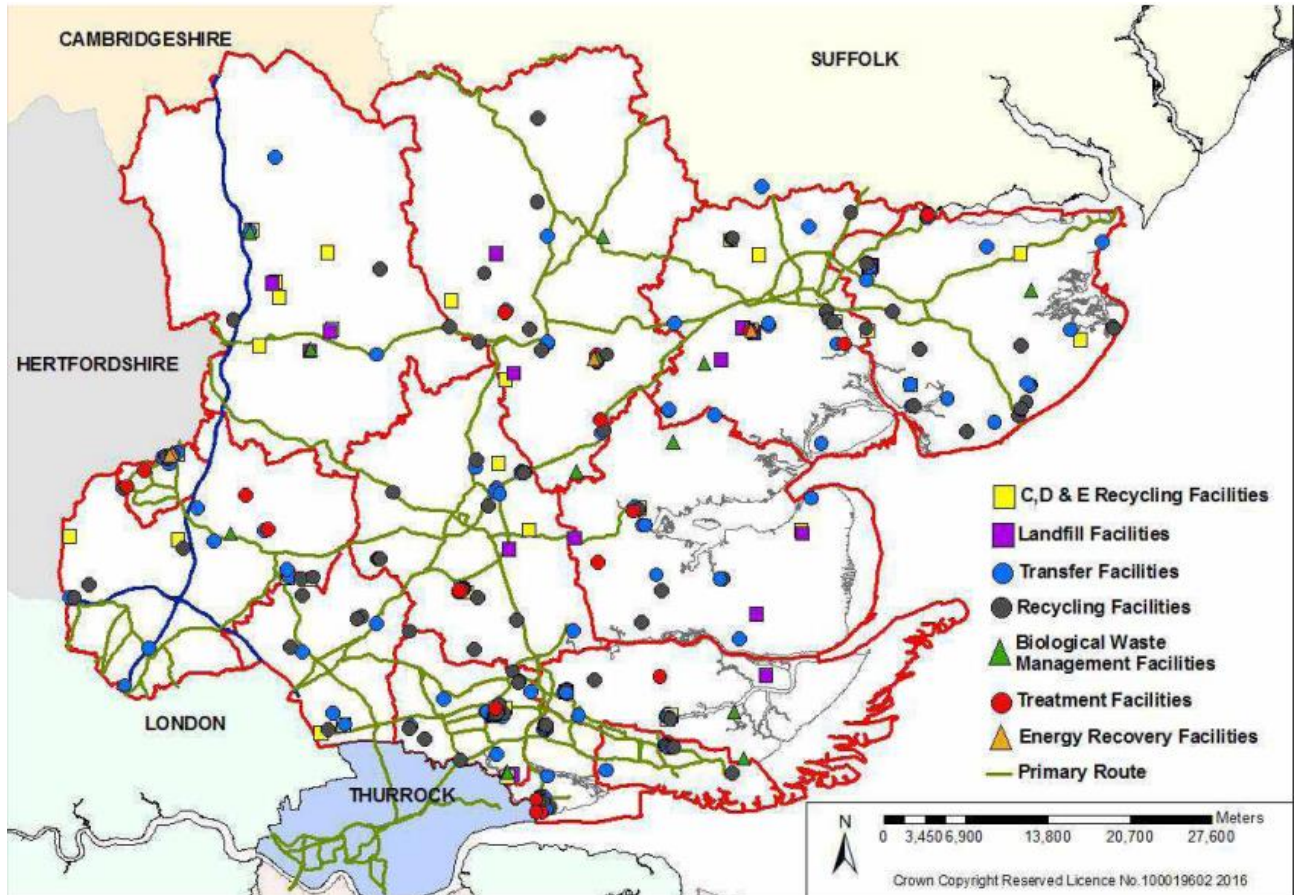 CAMBRIDGESHIRE
SUFFOLK
HERTFORDSHIRE
C,D & E Recycling Facilities
Landfill Facilities
Transfer Facilities
Recycling Facilities
Biological Waste
Management Facilities
Treatment Facilities
Energy Recovery Facilities
Primary Route
LONDON
THURROCK
N
Meters
0 3,450 6,900 13,800 20,700 27,600
Crown Copyright Reserved Licence No.100019602 2016